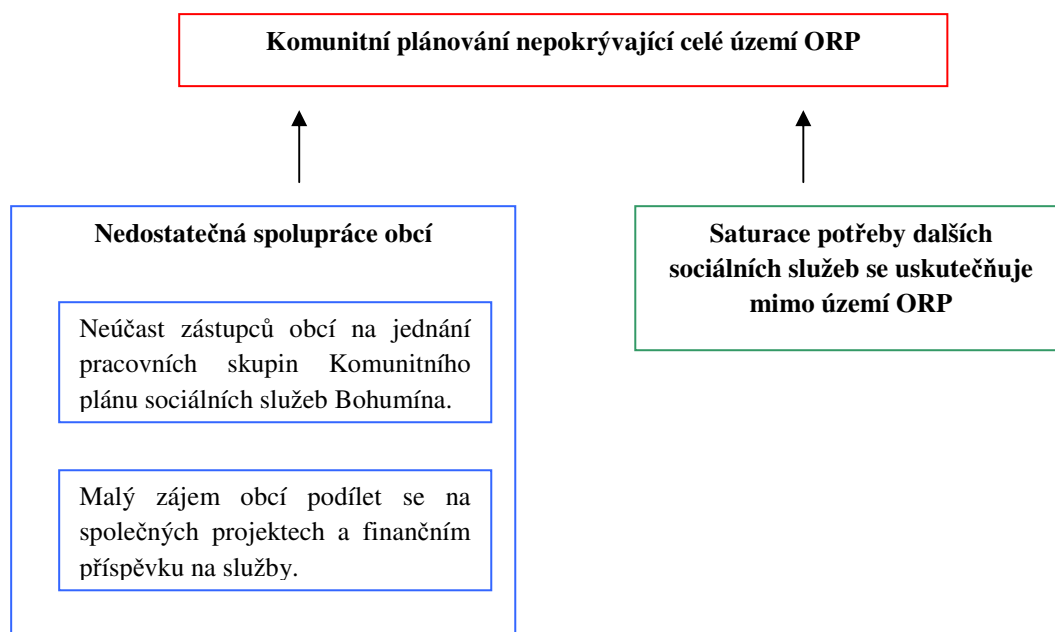 Komunitní plánování nepokrývající celé území ORP
Nedostatečná spolupráce obcí
Neúčast zástupců obcí na jednání
pracovních skupin Komunitního
plánu sociálních služeb Bohumína.
Malý zájem obcí podílet se na
společných projektech a finančním
příspěvku na služby.
Saturace potřeby dalších
sociálních služeb se uskutečňuje
mimo území ORP